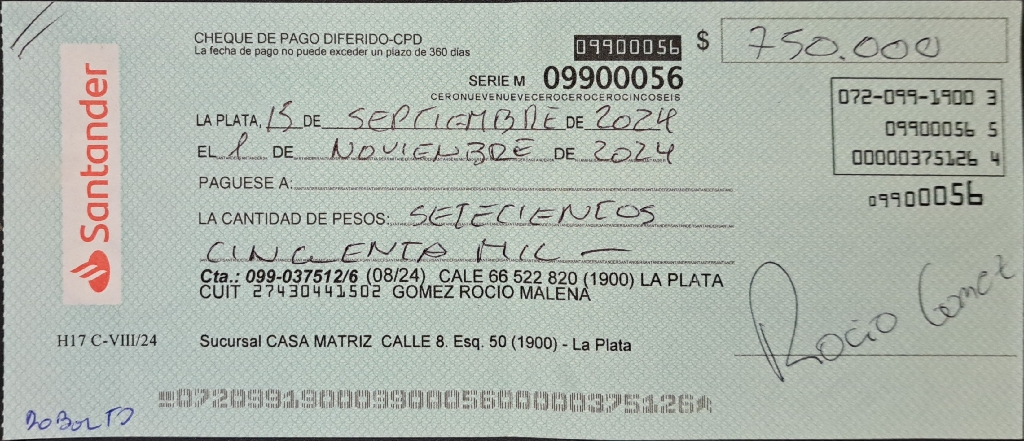 Santander
CHEQUE DE PAGO DIFERIDO-CPD
La fecha de pago no puede exceder un plazo de 360 días
09900056
$ 750.000
SERIE M 09900056
CERONUEVENUEVECEROCEROCEROCINCOSEIS
072-099-1900 3
09900056 5
00000375126 4
09900056
LA PLATA, 15 DE SEPTIEMBRE DE 2024
EL 1 DE NOVIEMBRE DE 2024
PAGUESE A:
LA CANTIDAD DE PESOS: SETECIENTOS
CINCUENTA MIL —
Cta.: 099-037512/6 (08/24) CALE 66 522 820 (1900) LA PLATA
CUIT 27430441502 GOMEZ ROCIO MALENA
Rocio Gomez
H17 C-VIII/24
Sucursal CASA MATRIZ CALLE 8. Esq. 50 (1900) - La Plata
07209919000990005600000375126